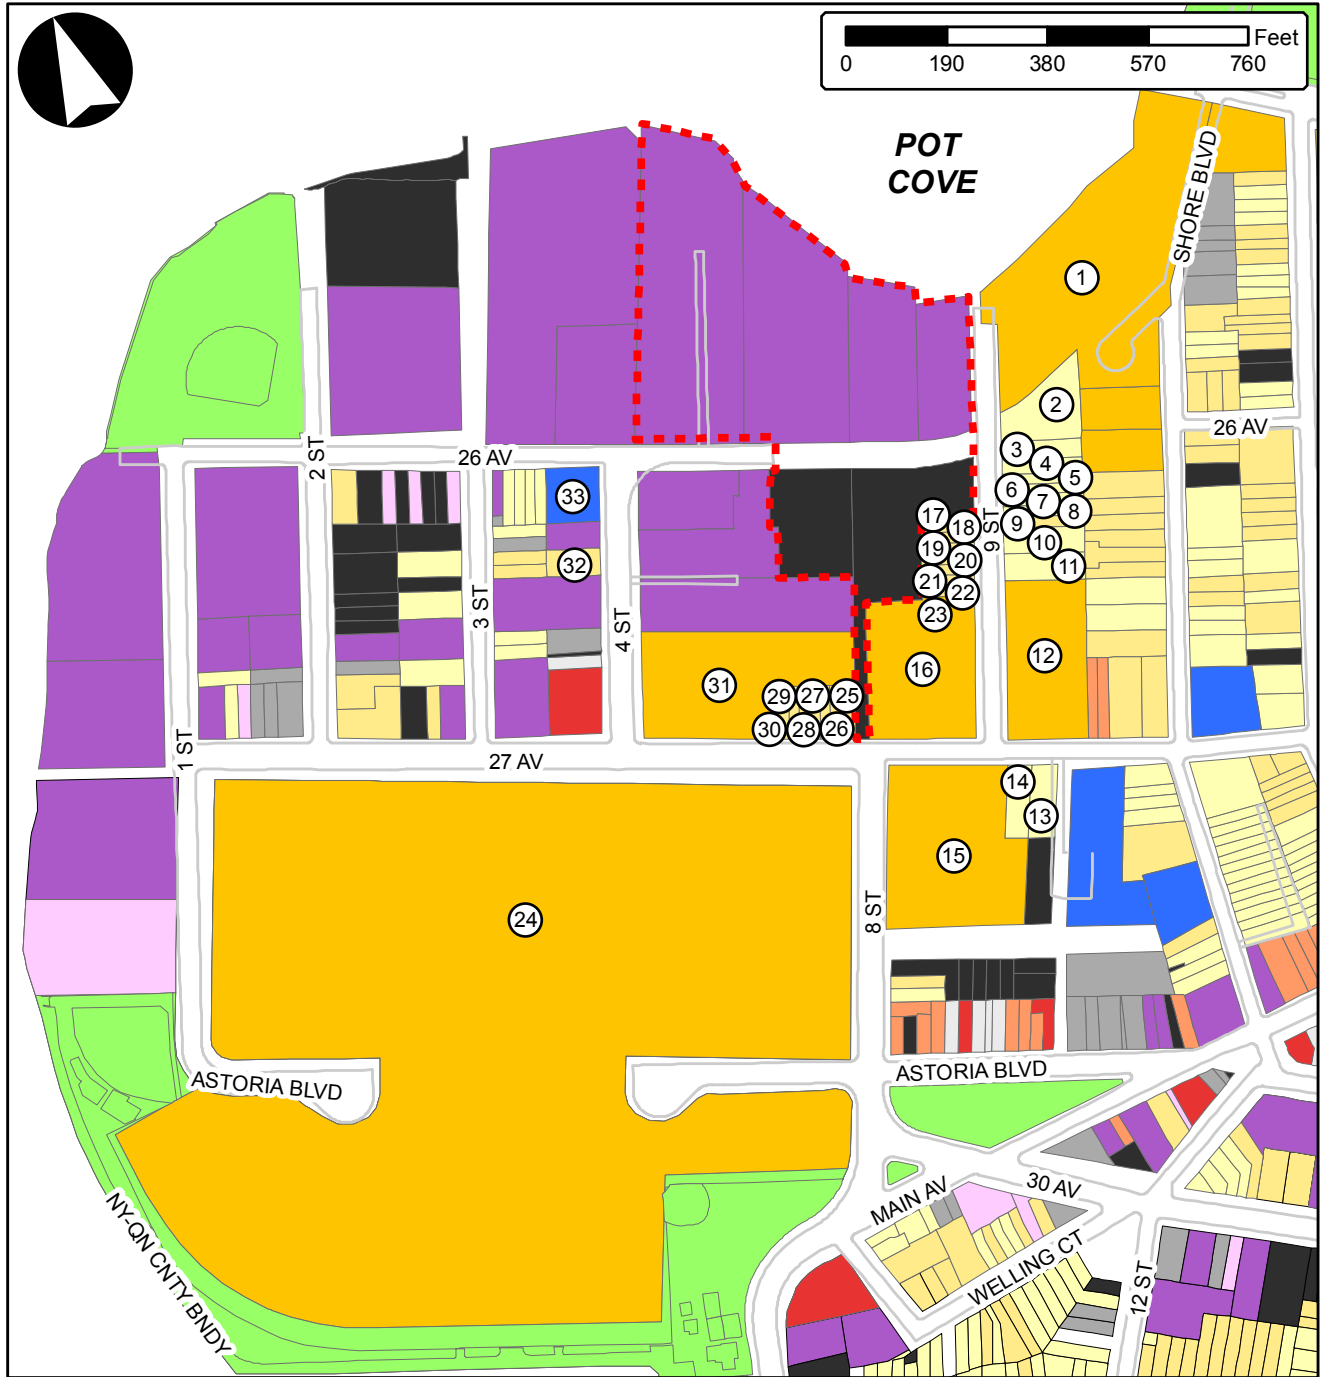 Feet
0 190 380 570 760
POT
COVE
SHORE BLVD
1
2
26 AV
2 ST
26 AV
3
4
5
33
6
7
8
17
18
9 ST
9
19
10
20
32
11
21
22
3 ST
4 ST
23
12
16
31
29 27 25
30 28 26
1 ST
27 AV
14
13
15
24
8 ST
ASTORIA BLVD
ASTORIA BLVD
30 AV
MAIN AV
NY-QN CNTY BNDY
WELLING CT
12 ST